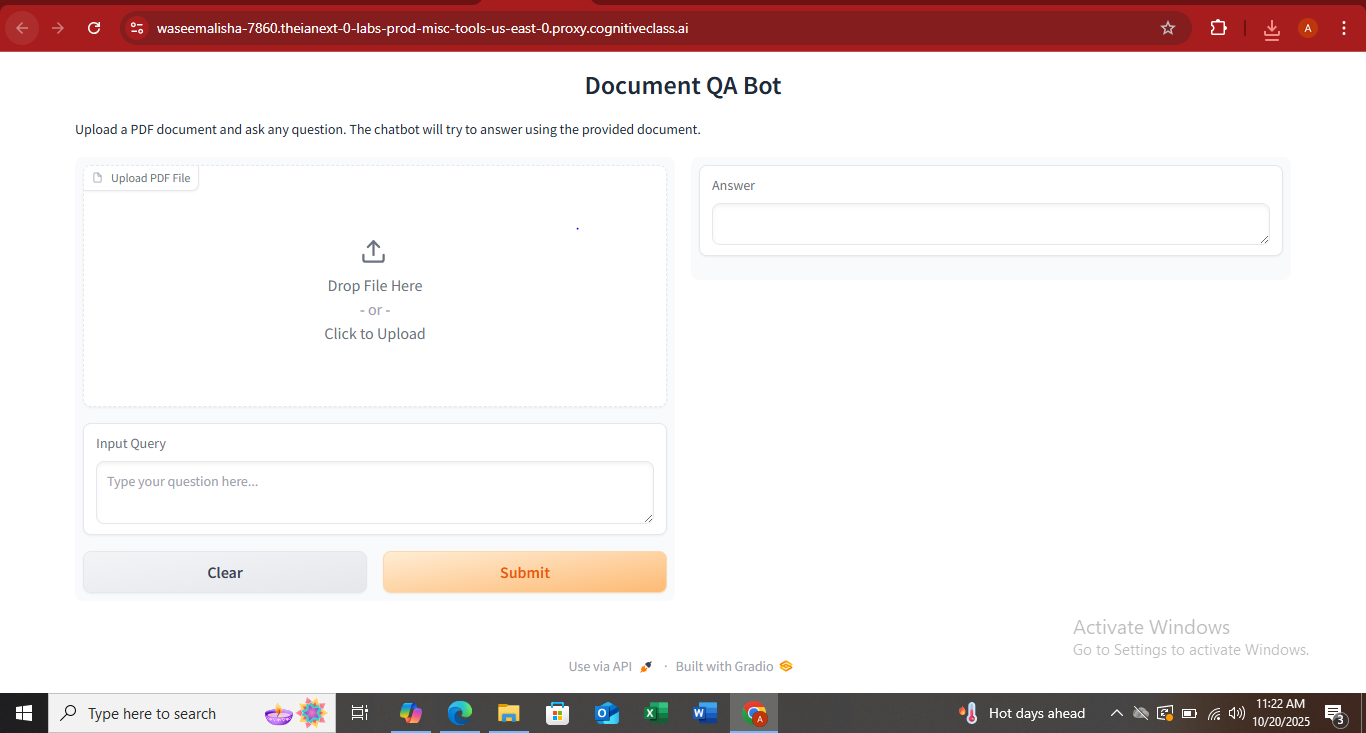 waseemalisha-7860.theianext-0-labs-prod-misc-tools-us-east-0.proxy.cognitiveclass.ai
A
Document QA Bot
Upload a PDF document and ask any question. The chatbot will try to answer using the provided document.
Upload PDF File
Drop File Here
- or -
Click to Upload
Answer
Input Query
Type your question here...
Clear
Submit
Activate Windows
Go to Settings to activate Windows.
Use via API · Built with Gradio
Type here to search
Hot days ahead
11:22 AM
10/20/2025
3